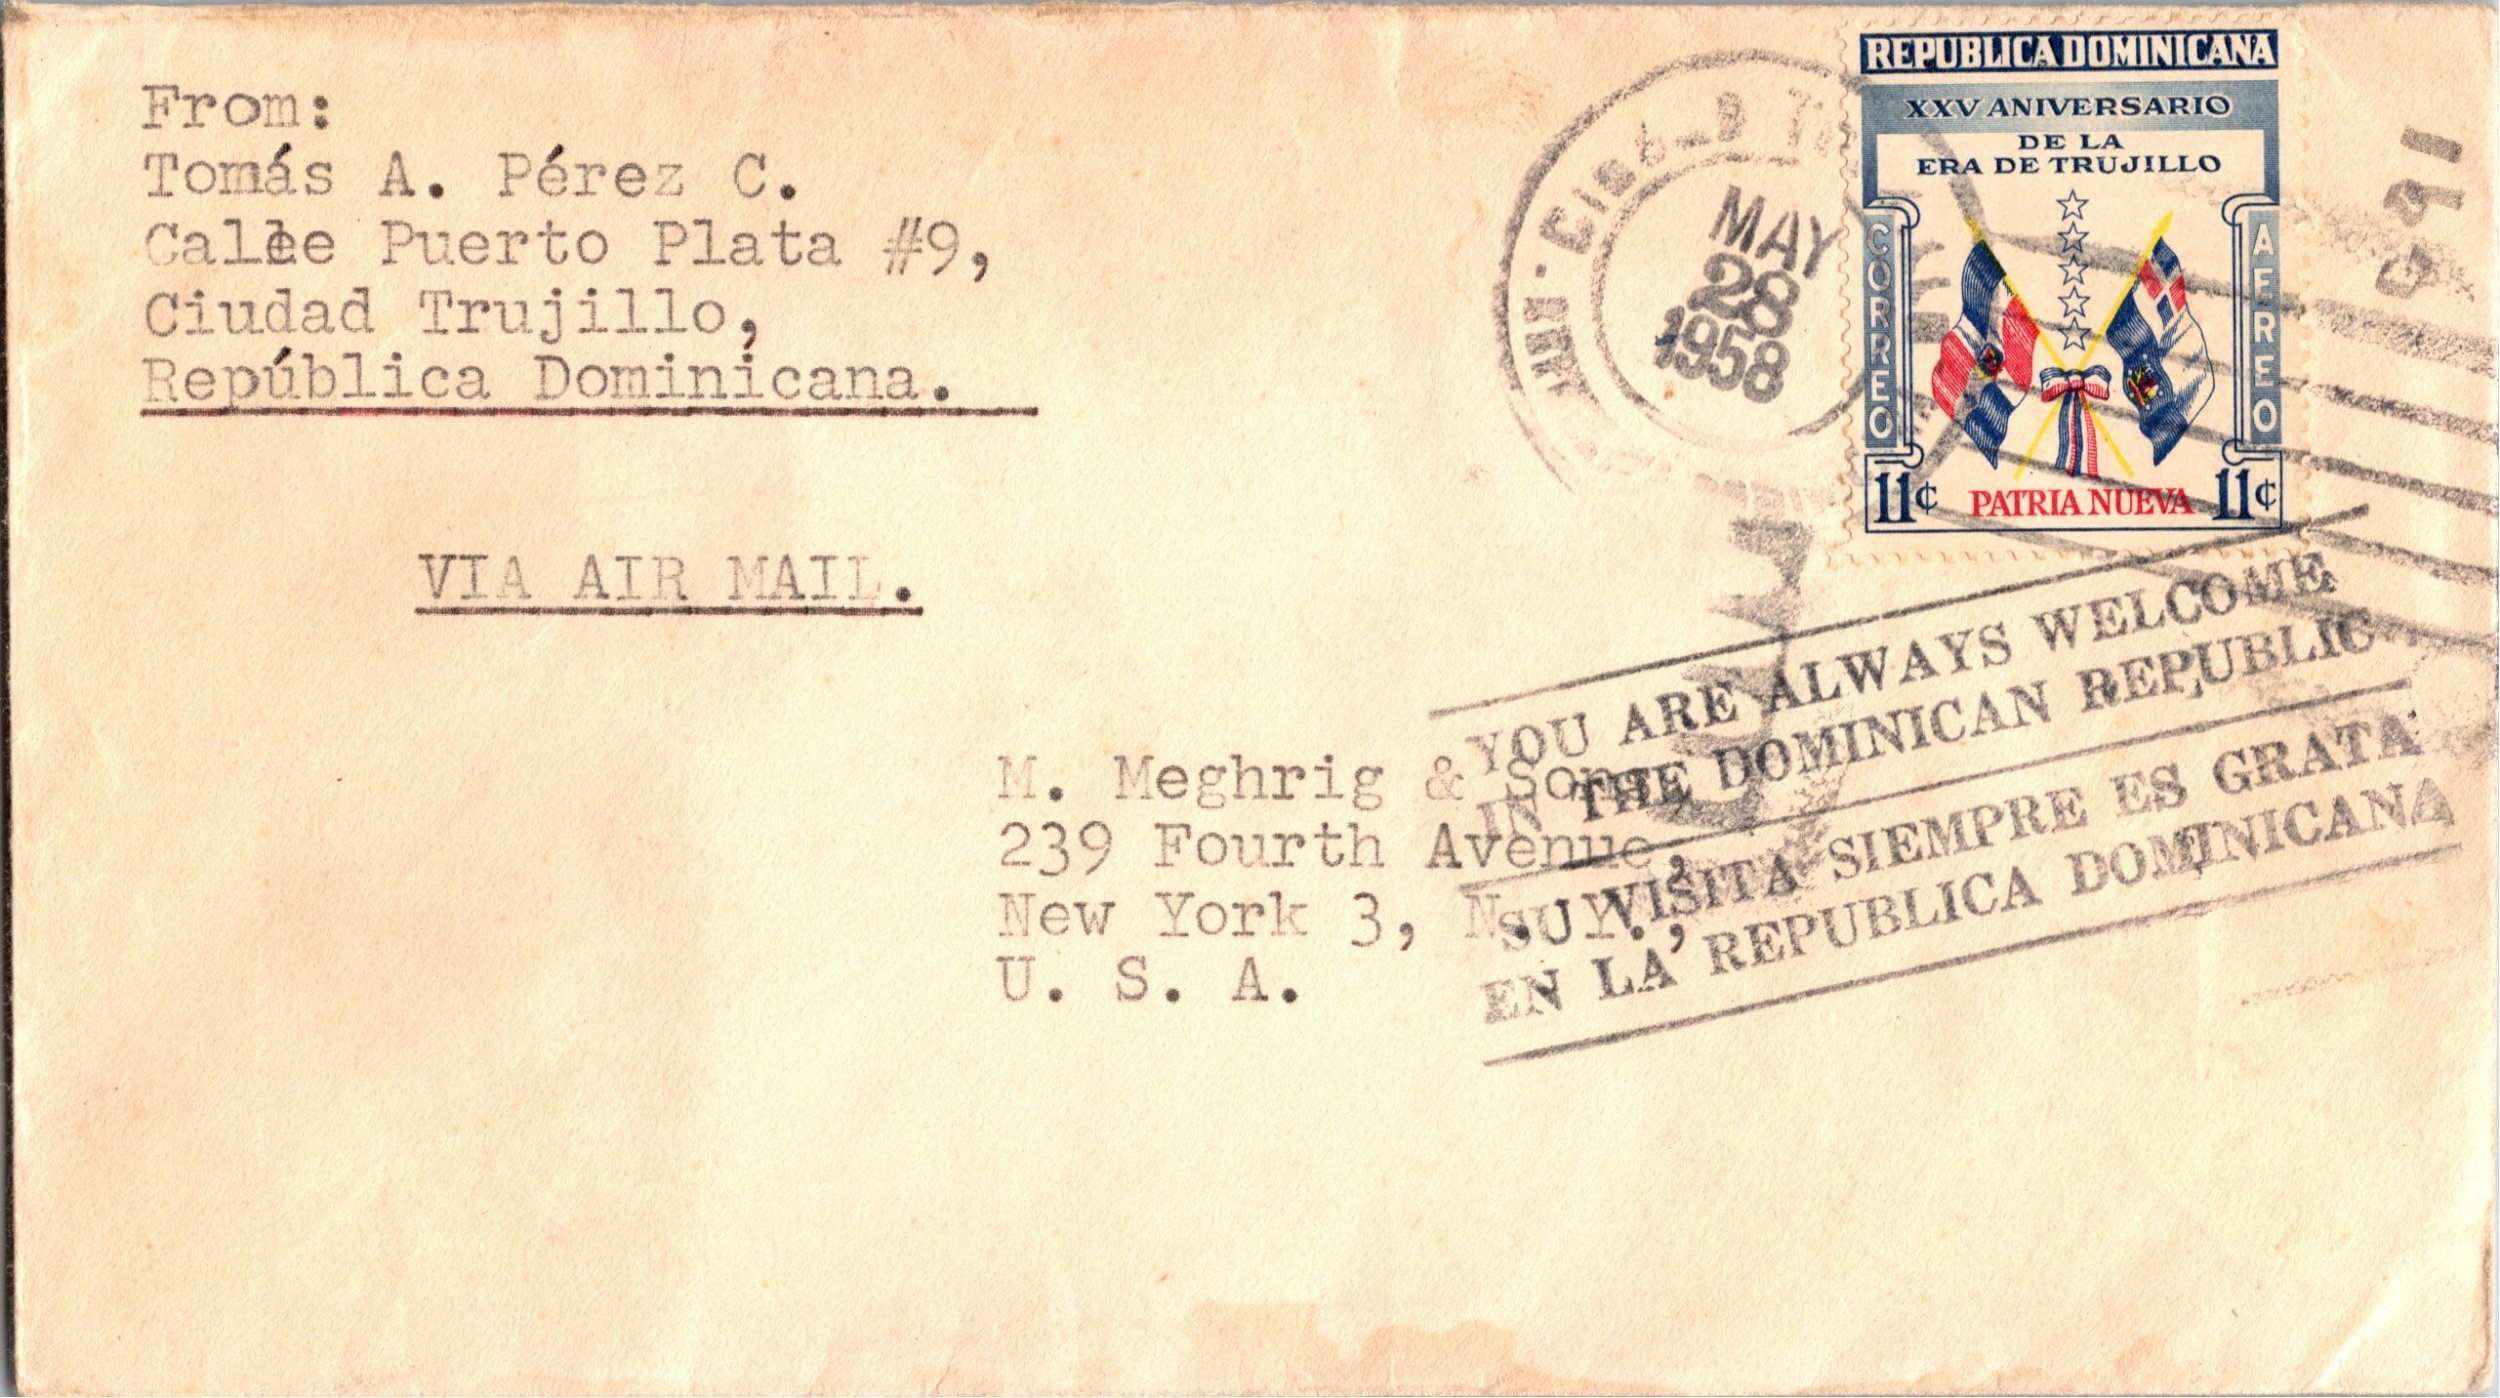 From:
Tomás A. Pérez C.
Calle Puerto Plata #9,
Ciudad Trujillo,
República Dominicana.
VIA AIR MAIL.
M. Meghrig & Sons,
239 Fourth Avenue,
New York 3, N. Y.,
U. S. A.
MAY
28
1958
REPUBLICA DOMINICANA
XXV ANIVERSARIO
DE LA
ERA DE TRUJILLO
CORREO
AEREO
11¢ PATRIA NUEVA 11¢
YOU ARE ALWAYS WELCOME
IN THE DOMINICAN REPUBLIC
SU VISITA SIEMPRE ES GRATA
EN LA REPUBLICA DOMINICANA